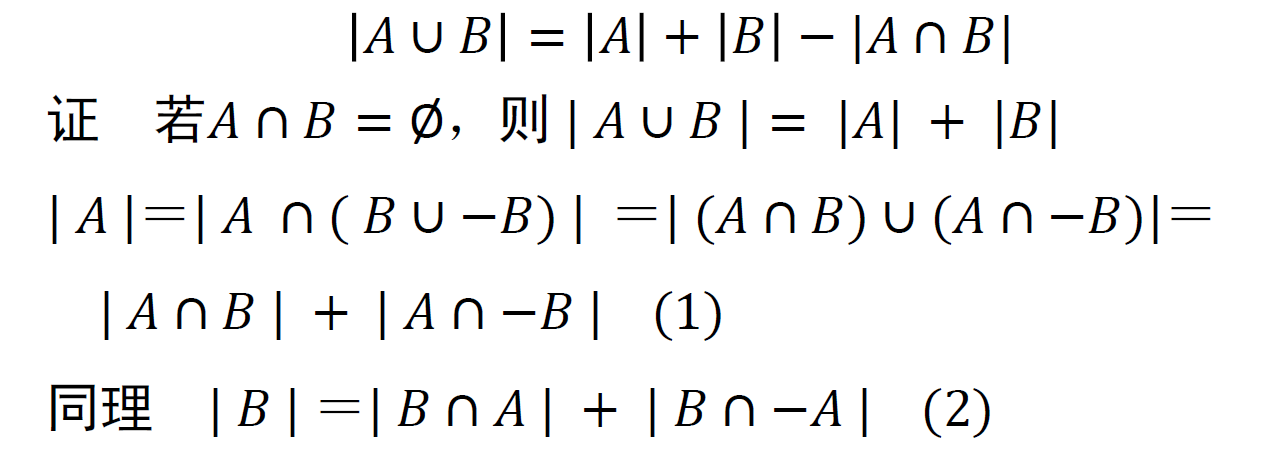 |A ∪ B| = |A| + |B| − |A ∩ B|
证 若A ∩ B = ∅，则 | A ∪ B | = |A| + |B|
| A |＝| A ∩ ( B ∪ −B) | ＝| (A ∩ B) ∪ (A ∩ −B)|＝
| A ∩ B | + | A ∩ −B | (1)
同理 | B |＝| B ∩ A | + | B ∩ −A | (2)